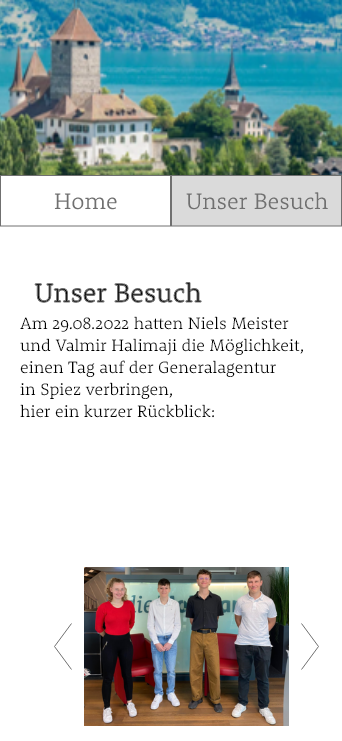 Home
Unser Besuch
Unser Besuch
Am 29.08.2022 hatten Niels Meister
und Valmir Halimaji die Möglichkeit,
einen Tag auf der Generalagentur
in Spiez verbringen,
hier ein kurzer Rückblick:
die